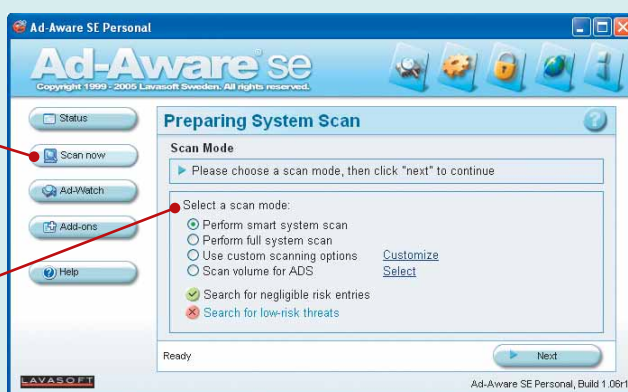 Ad-Aware SE Personal
Ad-Aware se
Copyright 1999 - 2005 Lavasoft Sweden. All rights reserved.
Status
Scan now
Ad-Watch
Add-ons
Help
Preparing System Scan
Scan Mode
Please choose a scan mode, then click "next" to continue
Select a scan mode:
Perform smart system scan
Perform full system scan
Use custom scanning options Customize
Scan volume for ADS Select
Search for negligible risk entries
Search for low-risk threats
Ready
Next
LAVASOFT
Ad-Aware SE Personal, Build 1.06r1